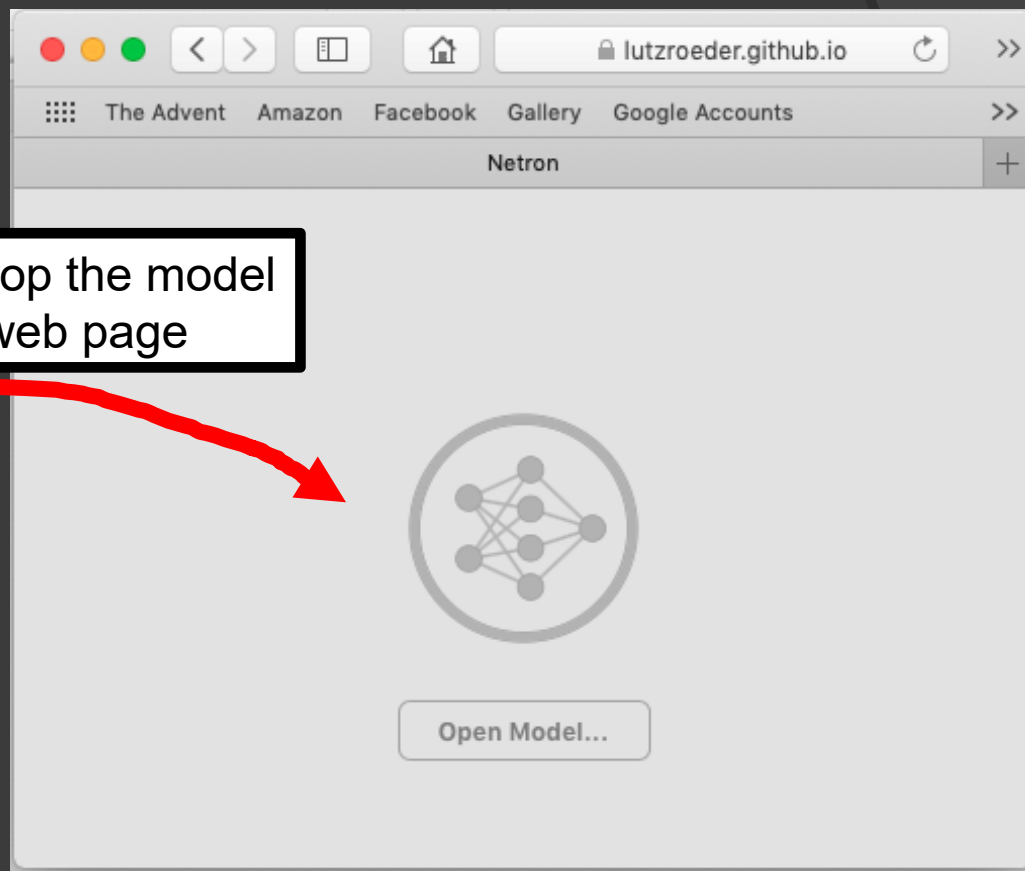 lutzroeder.github.io
The Advent Amazon Facebook Gallery Google Accounts
Netron
op the model
web page
Open Model...